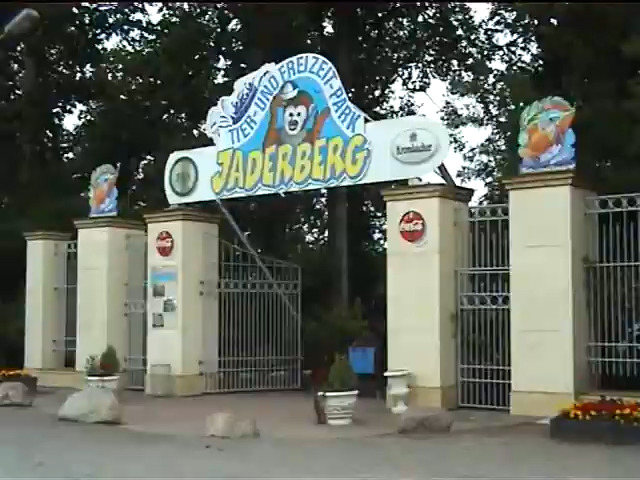 TIER- UND FREIZEIT-PARK
JADERBERG
Krombacher
Coca-Cola
Coca-Cola